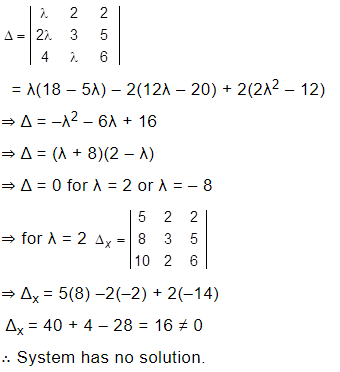 Δ = | λ 2 2 |
| 2λ 3 5 |
| 4 λ 6 |
= λ(18 – 5λ) – 2(12λ – 20) + 2(2λ² – 12)
⇒ Δ = –λ² – 6λ + 16
⇒ Δ = (λ + 8)(2 – λ)
⇒ Δ = 0 for λ = 2 or λ = – 8
⇒ for λ = 2 Δₓ = | 5 2 2 |
| 8 3 5 |
| 10 2 6 |
⇒ Δₓ = 5(8) –2(–2) + 2(–14)
Δₓ = 40 + 4 – 28 = 16 ≠ 0
∴ System has no solution.